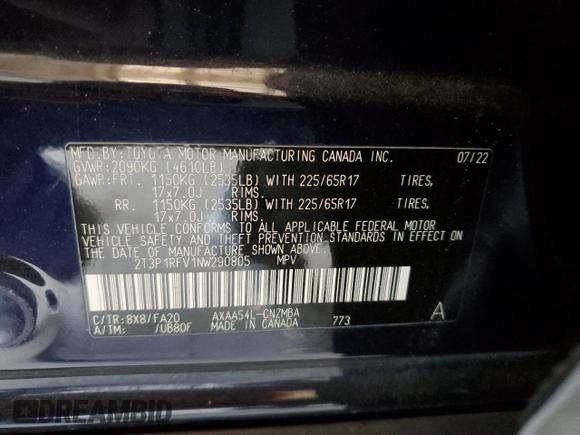 MFD.BY:TOYOTA MOTOR MANUFACTURING CANADA INC. 07/22
GVWR:2090KG (4610LB)
GAWR:FRT. 1150KG (2535LB) WITH 225/65R17 TIRES,
17x7.0J RIMS.
RR. 1150KG (2535LB) WITH 225/65R17 TIRES,
17x7.0J RIMS.
THIS VEHICLE CONFORMS TO ALL APPLICABLE FEDERAL MOTOR
VEHICLE SAFETY AND THEFT PREVENTION STANDARDS IN EFFECT ON
THE DATE OF MANUFACTURE SHOWN ABOVE.
2T3P1RFV1NW290805 MPV
C/TR:8X8/FA20 AXAA54L-CNZMBA A
A/TM: /UB80F MADE IN CANADA 773
DREAMBID